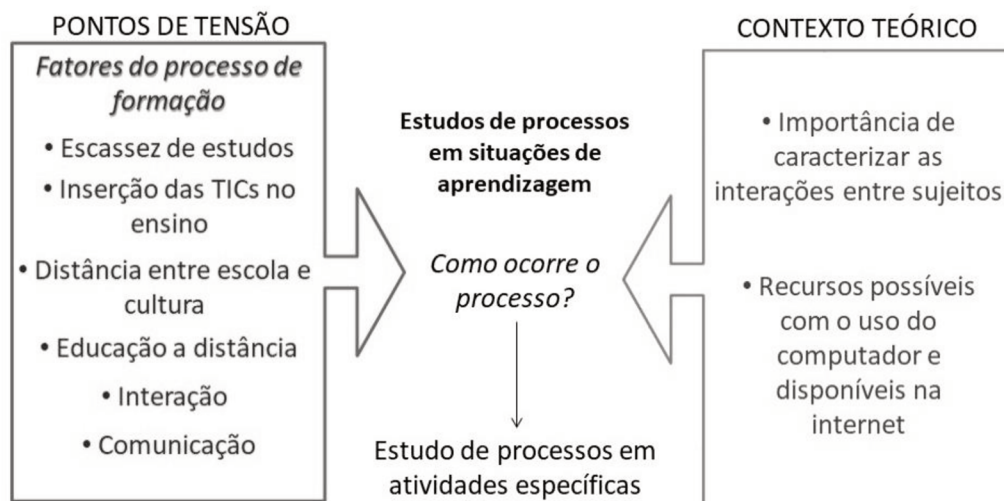 PONTOS DE TENSÃO
Fatores do processo de
formação
• Escassez de estudos
• Inserção das TICs no
ensino
• Distância entre escola e
cultura
• Educação a distância
• Interação
• Comunicação
Estudos de processos
em situações de
aprendizagem
Como ocorre o
processo?
Estudo de processos em
atividades específicas
CONTEXTO TEÓRICO
• Importância de
caracterizar as
interações entre sujeitos
• Recursos possíveis
com o uso do
computador e
disponíveis na
internet